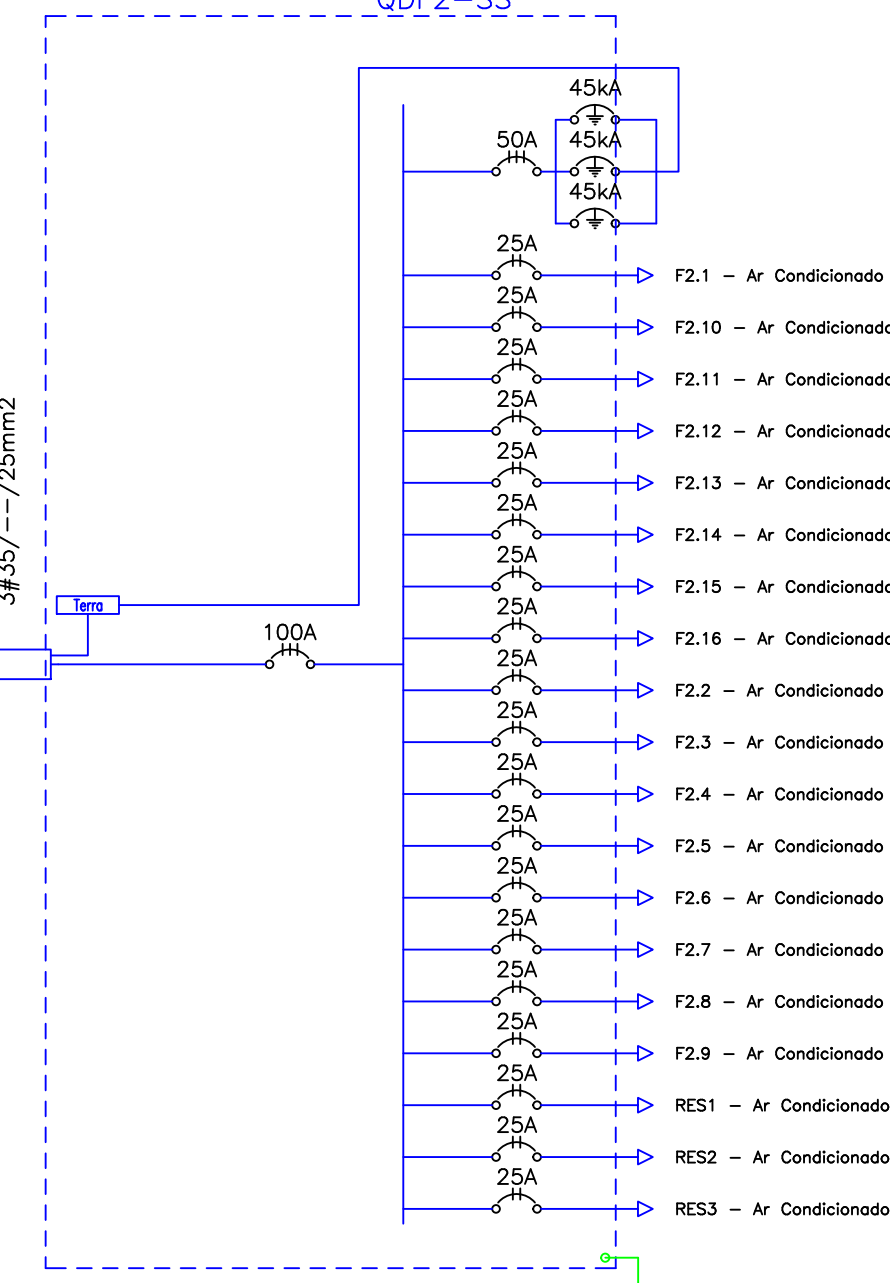 45kA
50A
45kA
45kA
25A
F2.1 – Ar Condicionado
25A
F2.10 – Ar Condicionado
25A
F2.11 – Ar Condicionado
25A
F2.12 – Ar Condicionado
25A
F2.13 – Ar Condicionado
25A
F2.14 – Ar Condicionado
25A
F2.15 – Ar Condicionado
25A
F2.16 – Ar Condicionado
25A
F2.2 – Ar Condicionado
25A
F2.3 – Ar Condicionado
25A
F2.4 – Ar Condicionado
25A
F2.5 – Ar Condicionado
25A
F2.6 – Ar Condicionado
25A
F2.7 – Ar Condicionado
25A
F2.8 – Ar Condicionado
25A
F2.9 – Ar Condicionado
25A
RES1 – Ar Condicionado
25A
RES2 – Ar Condicionado
25A
RES3 – Ar Condicionado
3#35/––/25mm2
Terra
100A